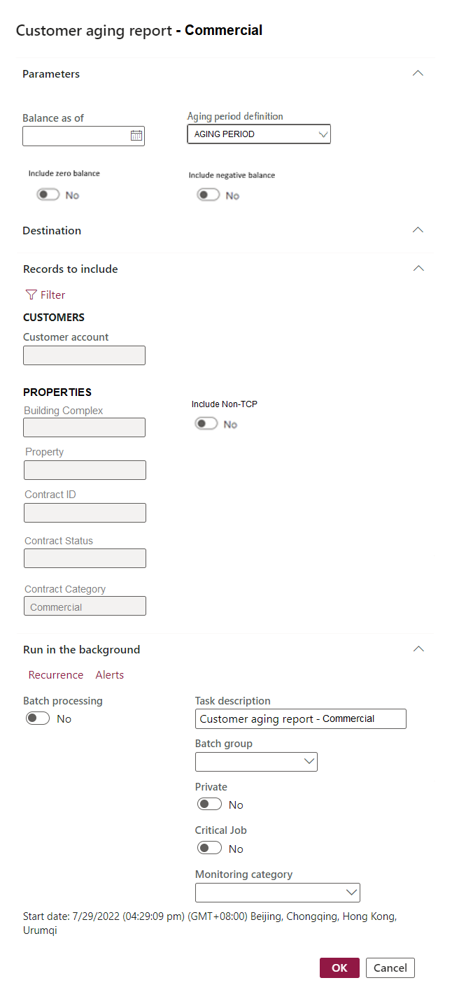 Customer aging report - Commercial
Parameters
Balance as of
Aging period definition
AGING PERIOD
Include zero balance
Include negative balance
No
No
Destination
Records to include
Filter
CUSTOMERS
Customer account
PROPERTIES
Include Non-TCP
Building Complex
No
Property
Contract ID
Contract Status
Contract Category
Commercial
Run in the background
Recurrence
Alerts
Batch processing
Task description
No
Customer aging report - Commercial
Batch group
Private
No
Critical Job
No
Monitoring category
Start date: 7/29/2022 (04:29:09 pm) (GMT+08:00) Beijing, Chongqing, Hong Kong,
Urumqi
OK
Cancel